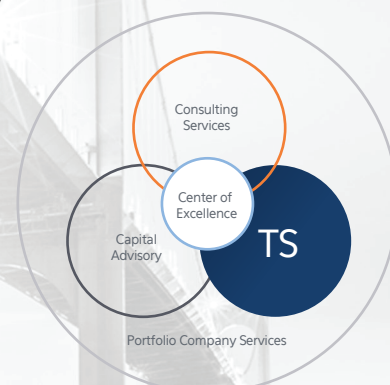 Consulting
Services
Center of
Excellence
Capital
Advisory
TS
Portfolio Company Services